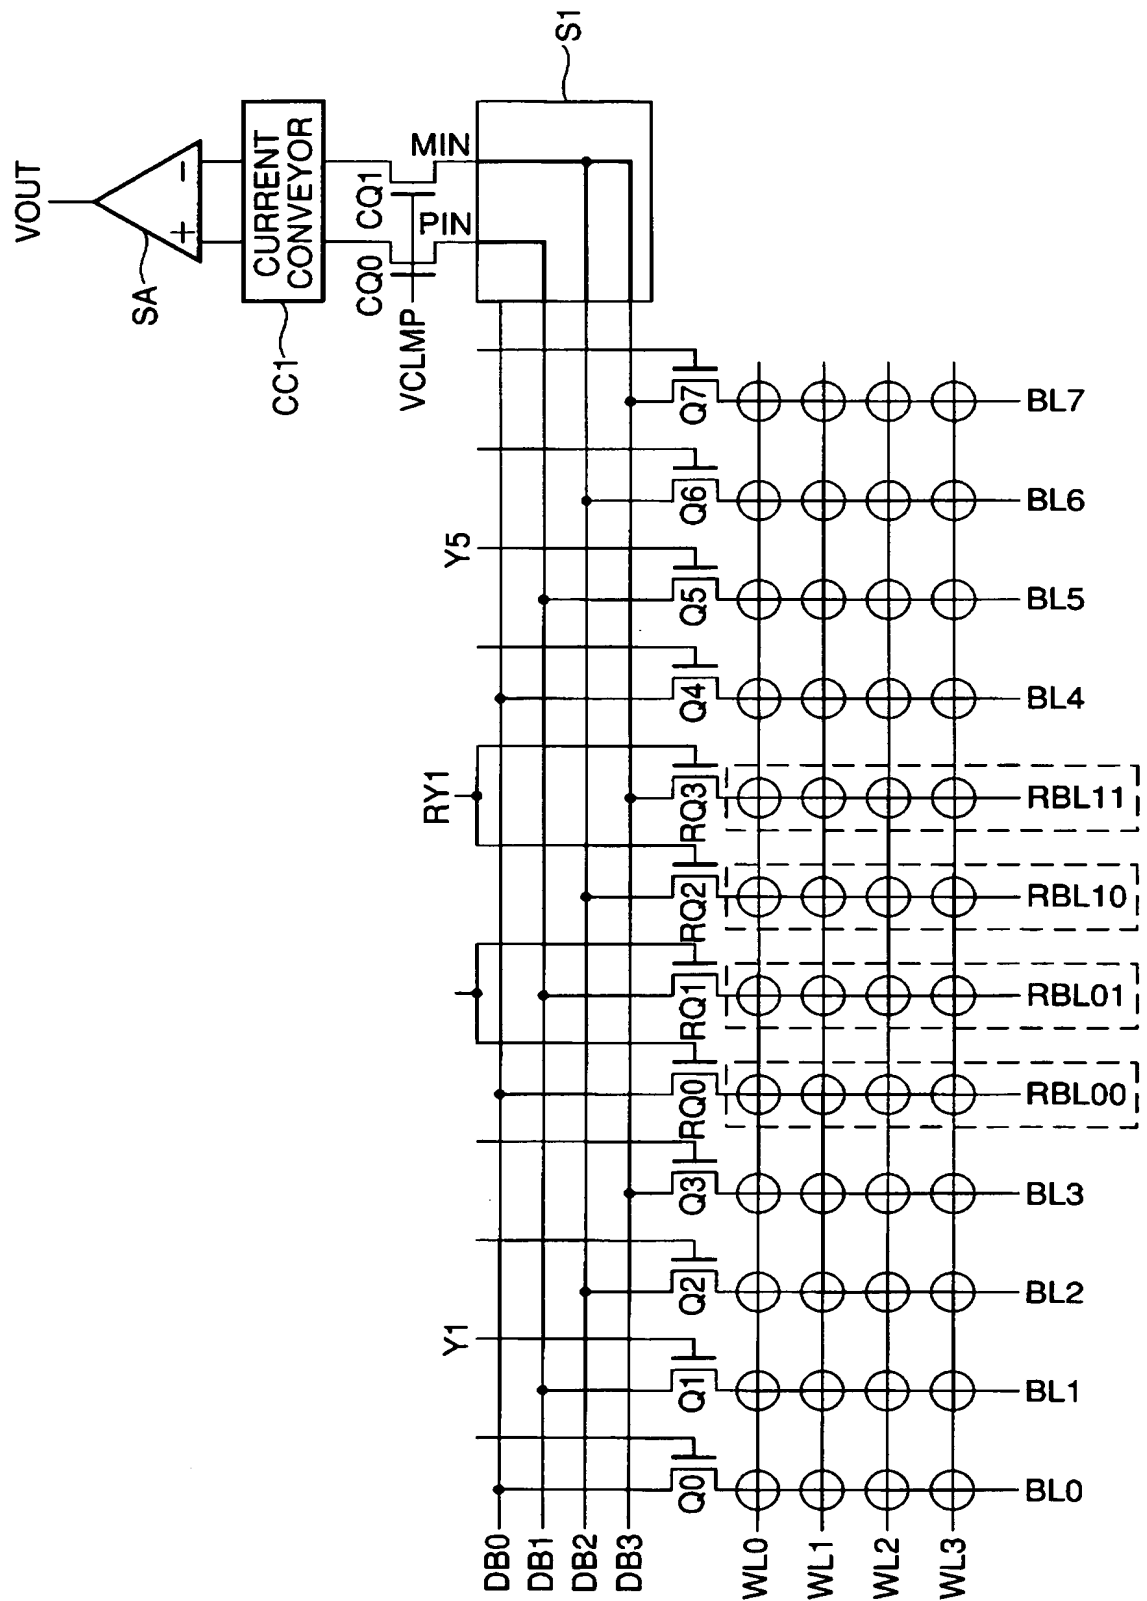 VOUT
SA
+
-
CURRENT
CONVEYOR
CC1
CQ0
CQ1
VCLMP
PIN
MIN
S1
Y1
RY1
Y5
DB0
DB1
DB2
DB3
Q0
Q1
Q2
Q3
RQ0
RQ1
RQ2
RQ3
Q4
Q5
Q6
Q7
WL0
WL1
WL2
WL3
BL0
BL1
BL2
BL3
RBL00
RBL01
RBL10
RBL11
BL4
BL5
BL6
BL7